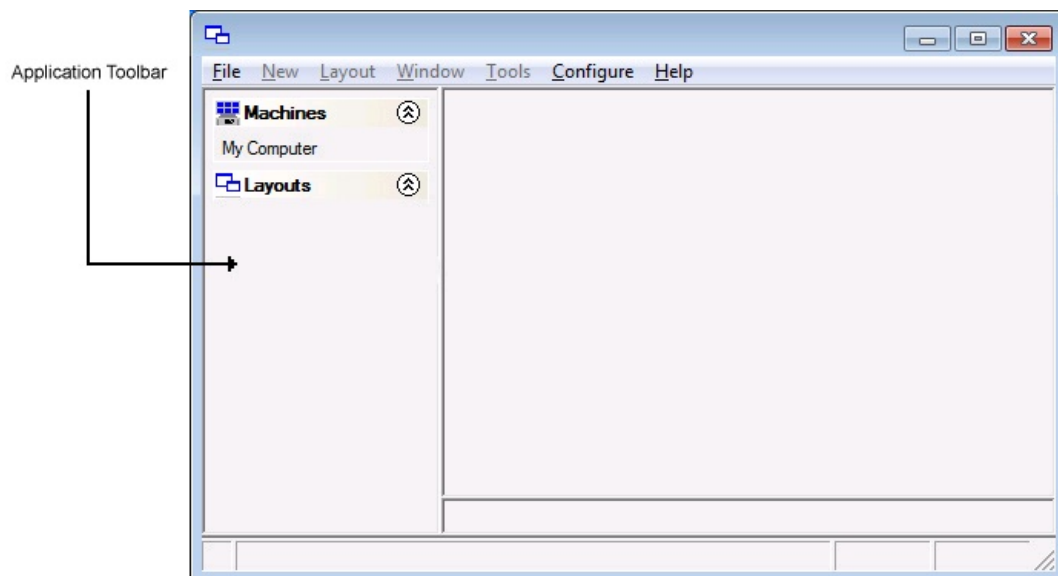 Application Toolbar
File New Layout Window Tools Configure Help
Machines
My Computer
Layouts